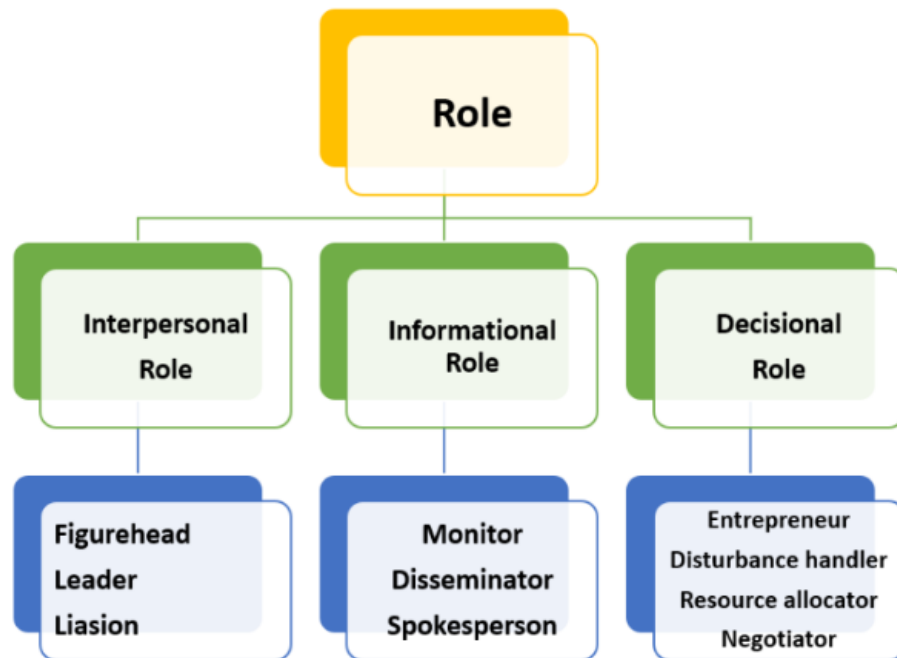 Role
Interpersonal
Role
Informational
Role
Decisional
Role
Figurehead
Leader
Liasion
Monitor
Disseminator
Spokesperson
Entrepreneur
Disturbance handler
Resource allocator
Negotiator